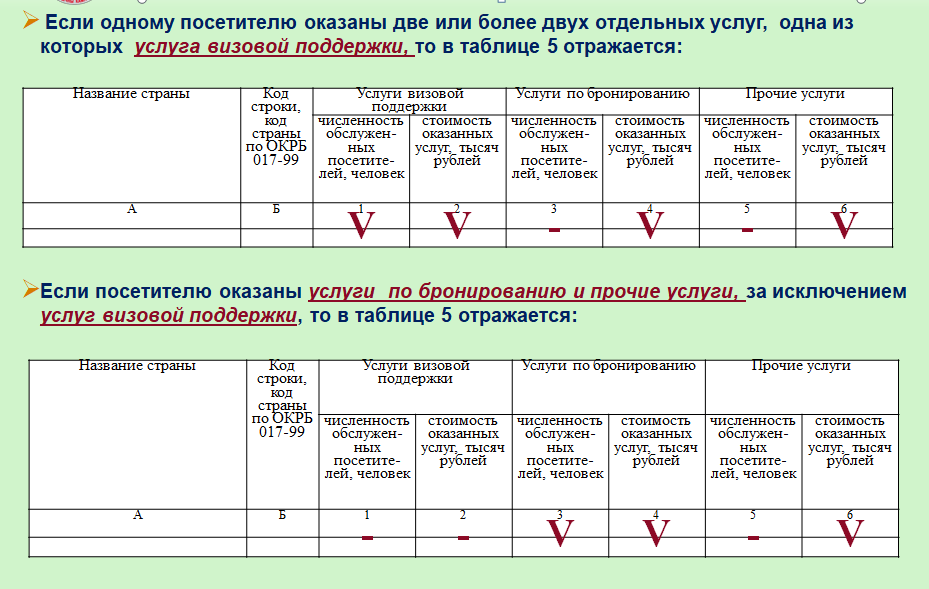 Если одному посетителю оказаны две или более двух отдельных услуг, одна из
которых услуга визовой поддержки, то в таблице 5 отражается:
Название страны
Код
строки,
код
страны
по ОКРБ
017-99
Услуги визовой
поддержки
Услуги по бронированию
Прочие услуги
численность
обслужен-
ных
посетите-
лей, человек
стоимость
оказанных
услуг, тысяч
рублей
численность
обслужен-
ных
посетите-
лей, человек
стоимость
оказанных
услуг, тысяч
рублей
численность
обслужен-
ных
посетите-
лей, человек
стоимость
оказанных
услуг, тысяч
рублей
А Б 1 2 3 4 5 6
V V - V - V
Если посетителю оказаны услуги по бронированию и прочие услуги, за исключением
услуг визовой поддержки, то в таблице 5 отражается:
Название страны
Код
строки,
код
страны
по ОКРБ
017-99
Услуги визовой
поддержки
Услуги по бронированию
Прочие услуги
численность
обслужен-
ных
посетите-
лей, человек
стоимость
оказанных
услуг, тысяч
рублей
численность
обслужен-
ных
посетите-
лей, человек
стоимость
оказанных
услуг, тысяч
рублей
численность
обслужен-
ных
посетите-
лей, человек
стоимость
оказанных
услуг, тысяч
рублей
А Б 1 2 3 4 5 6
- - V V - V